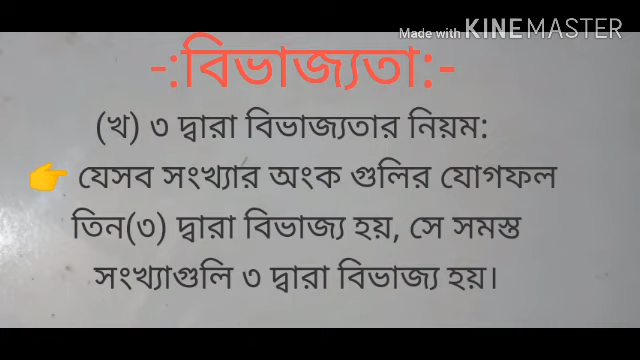 Made with KINEMASTER
-:বিভাজ্যতা:-
(খ) ৩ দ্বারা বিভাজ্যতার নিয়ম:
👉 যেসব সংখ্যার অংক গুলির যোগফল
তিন(৩) দ্বারা বিভাজ্য হয়, সে সমস্ত
সংখ্যাগুলি ৩ দ্বারা বিভাজ্য হয়।